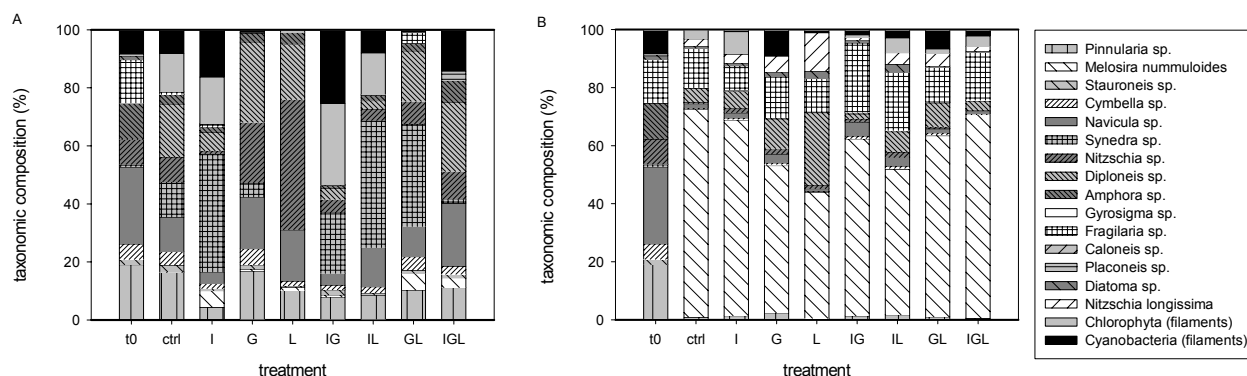 A
B
taxonomic composition (%)
100
80
60
40
20
0
t0 ctrl I G L IG IL GL IGL
treatment
taxonomic composition (%)
100
80
60
40
20
0
t0 ctrl I G L IG IL GL IGL
treatment
Pinnularia sp.
Melosira nummuloides
Stauroneis sp.
Cymbella sp.
Navicula sp.
Synedra sp.
Nitzschia sp.
Diploneis sp.
Amphora sp.
Gyrosigma sp.
Fragilaria sp.
Caloneis sp.
Placoneis sp.
Diatoma sp.
Nitzschia longissima
Chlorophyta (filaments)
Cyanobacteria (filaments)